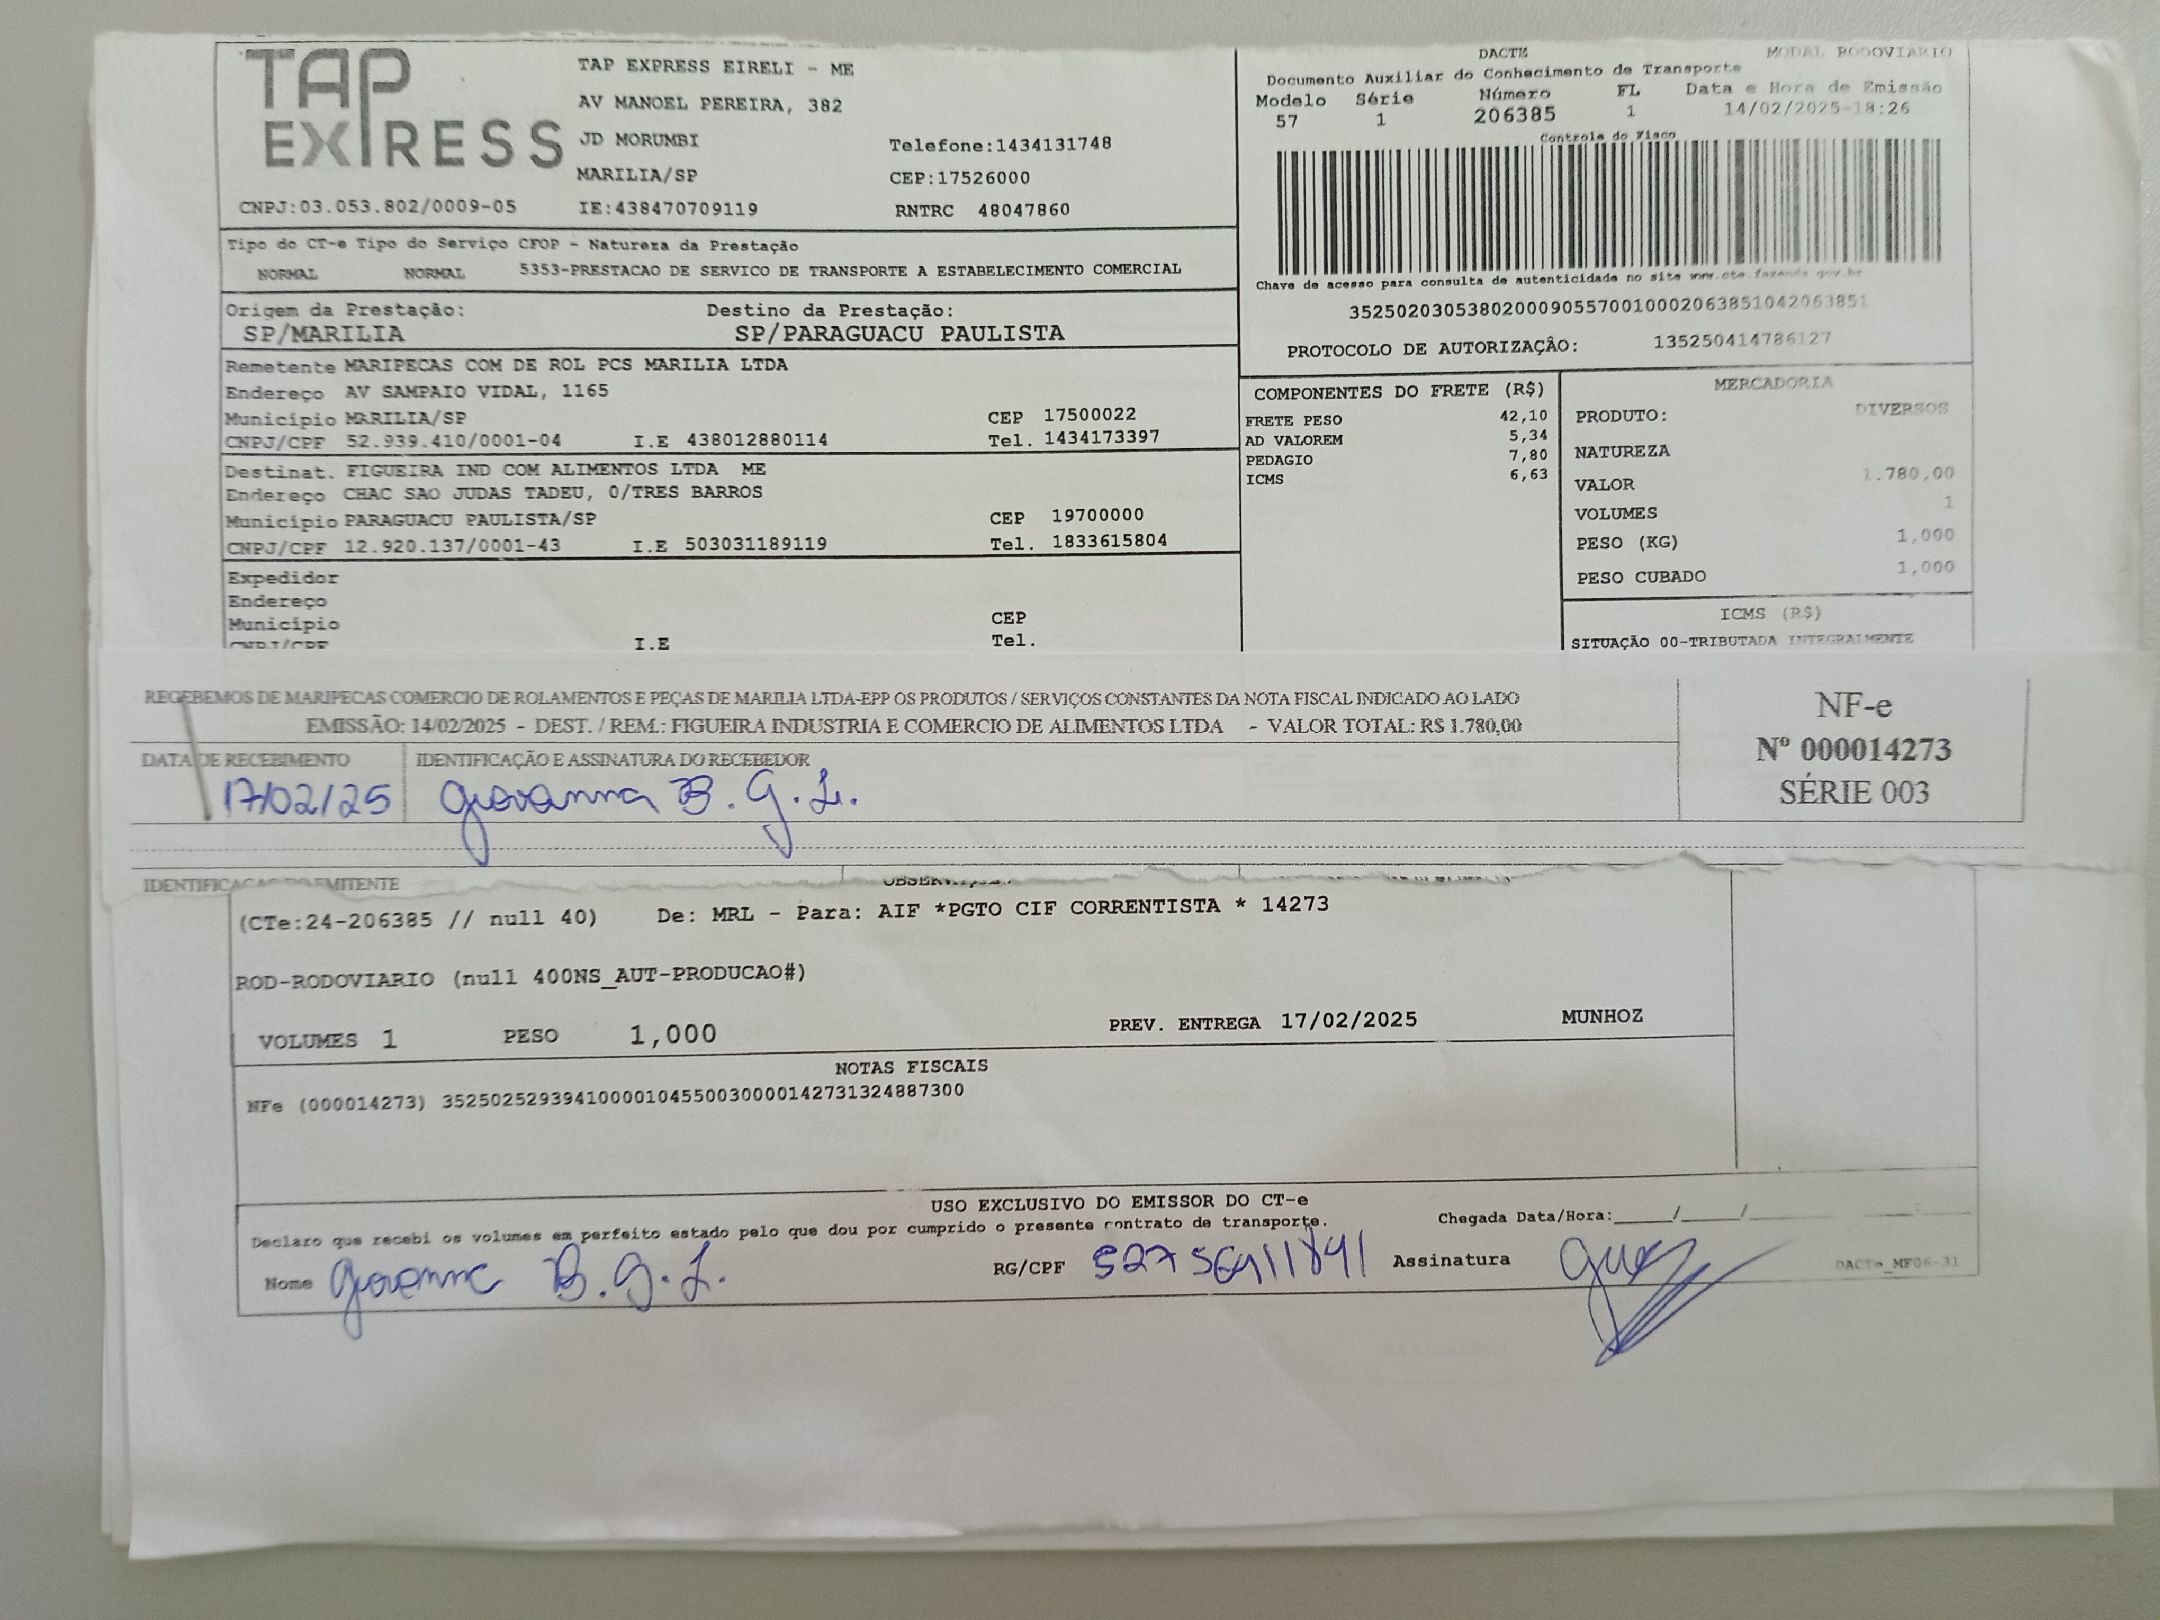 TAP EXPRESS
TAP EXPRESS EIRELI - ME
AV MANOEL PEREIRA, 382
JD MORUMBI Telefone:1434131748
MARILIA/SP CEP:17526000
CNPJ:03.053.802/0009-05 IE:438470709119 RNTRC 48047860
DACTE MODAL RODOVIARIO
Documento Auxiliar do Conhecimento de Transporte
Modelo Série Número FL Data e Hora de Emissão
57 1 206385 1 14/02/2025-18:26
Controle do Fisco
Chave de acesso para consulta de autenticidade no site www.cte.fazenda.gov.br
35250203053802000905570010002063851042063851
PROTOCOLO DE AUTORIZAÇÃO: 135250414786127
Tipo do CT-e Tipo do Serviço CFOP - Natureza da Prestação
NORMAL NORMAL 5353-PRESTACAO DE SERVICO DE TRANSPORTE A ESTABELECIMENTO COMERCIAL
Origem da Prestação: Destino da Prestação:
SP/MARILIA SP/PARAGUACU PAULISTA
Remetente MARIPECAS COM DE ROL PCS MARILIA LTDA
Endereço AV SAMPAIO VIDAL, 1165
Município MARILIA/SP CEP 17500022
CNPJ/CPF 52.939.410/0001-04 I.E 438012880114 Tel. 1434173397
Destinat. FIGUEIRA IND COM ALIMENTOS LTDA ME
Endereço CHAC SAO JUDAS TADEU, 0/TRES BARROS
Município PARAGUACU PAULISTA/SP CEP 19700000
CNPJ/CPF 12.920.137/0001-43 I.E 503031189119 Tel. 1833615804
Expedidor
Endereço
Município CEP
CNPJ/CPF I.E Tel.
COMPONENTES DO FRETE (R$)
FRETE PESO 42,10
AD VALOREM 5,34
PEDAGIO 7,80
ICMS 6,63
MERCADORIA
PRODUTO: DIVERSOS
NATUREZA
VALOR 1.780,00
VOLUMES 1
PESO (KG) 1,000
PESO CUBADO 1,000
ICMS (R$)
SITUAÇÃO 00-TRIBUTADA INTEGRALMENTE
RECEBEMOS DE MARIPECAS COMERCIO DE ROLAMENTOS E PEÇAS DE MARILIA LTDA-EPP OS PRODUTOS / SERVIÇOS CONSTANTES DA NOTA FISCAL INDICADO AO LADO
EMISSÃO: 14/02/2025 - DEST. / REM.: FIGUEIRA INDUSTRIA E COMERCIO DE ALIMENTOS LTDA - VALOR TOTAL: R$ 1.780,00
DATA DE RECEBIMENTO IDENTIFICAÇÃO E ASSINATURA DO RECEBEDOR
17/02/25 Giovanna B. G. L.
NF-e
Nº 000014273
SÉRIE 003
IDENTIFICAÇÃO DO EMITENTE
(CTe:24-206385 // null 40) De: MRL - Para: AIF *PGTO CIF CORRENTISTA * 14273
ROD-RODOVIARIO (null 400NS_AUT-PRODUCAO#)
VOLUMES 1 PESO 1,000 PREV. ENTREGA 17/02/2025 MUNHOZ
NOTAS FISCAIS
NFe (000014273) 35250252939410000104550030000142731324887300
USO EXCLUSIVO DO EMISSOR DO CT-e
Declaro que recebi os volumes em perfeito estado pelo que dou por cumprido o presente contrato de transporte. Chegada Data/Hora:_____/_____/_______ ____:____
Nome Giovanna B. G. L. RG/CPF Assinatura DACTe_MF06-31